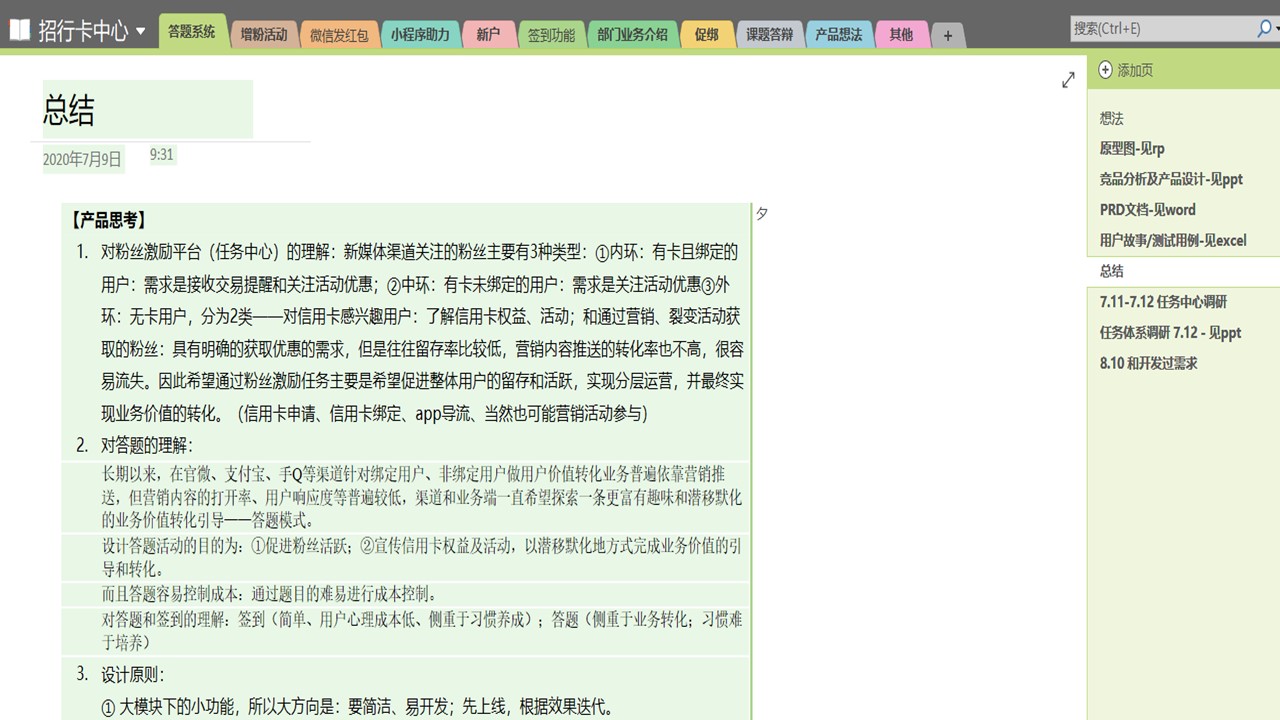 招行卡中心
答题系统
增粉活动
微信发红包
小程序助力
新户
签到功能
部门业务介绍
促绑
课题答辩
产品想法
其他
+
搜索(Ctrl+E)
总结
2020年7月9日
9:31
【产品思考】
1. 对粉丝激励平台（任务中心）的理解：新媒体渠道关注的粉丝主要有3种类型：①内环：有卡且绑定的
用户：需求是接收交易提醒和关注活动优惠；②中环：有卡未绑定的用户：需求是关注活动优惠③外
环：无卡用户，分为2类——对信用卡感兴趣用户：了解信用卡权益、活动；和通过营销、裂变活动获
取的粉丝：具有明确的获取优惠的需求，但是往往留存率比较低，营销内容推送的转化率也不高，很容
易流失。因此希望通过粉丝激励任务主要是希望促进整体用户的留存和活跃，实现分层运营，并最终实
现业务价值的转化。（信用卡申请、信用卡绑定、app导流、当然也可能营销活动参与）
2. 对答题的理解：
长期以来，在官微、支付宝、手Q等渠道针对绑定用户、非绑定用户做用户价值转化业务普遍依靠营销推
送，但营销内容的打开率、用户响应度等普遍较低，渠道和业务端一直希望探索一条更富有趣味和潜移默化
的业务价值转化引导——答题模式。
设计答题活动的目的为：①促进粉丝活跃；②宣传信用卡权益及活动，以潜移默化地方式完成业务价值的引
导和转化。
而且答题容易控制成本：通过题目的难易进行成本控制。
对答题和签到的理解：签到（简单、用户心理成本低、侧重于习惯养成）；答题（侧重于业务转化；习惯难
于培养）
3. 设计原则：
① 大模块下的小功能，所以大方向是：要简洁、易开发；先上线，根据效果迭代。
夕
添加页
想法
原型图-见rp
竞品分析及产品设计-见ppt
PRD文档-见word
用户故事/测试用例-见excel
总结
7.11-7.12 任务中心调研
任务体系调研 7.12 - 见ppt
8.10 和开发过需求